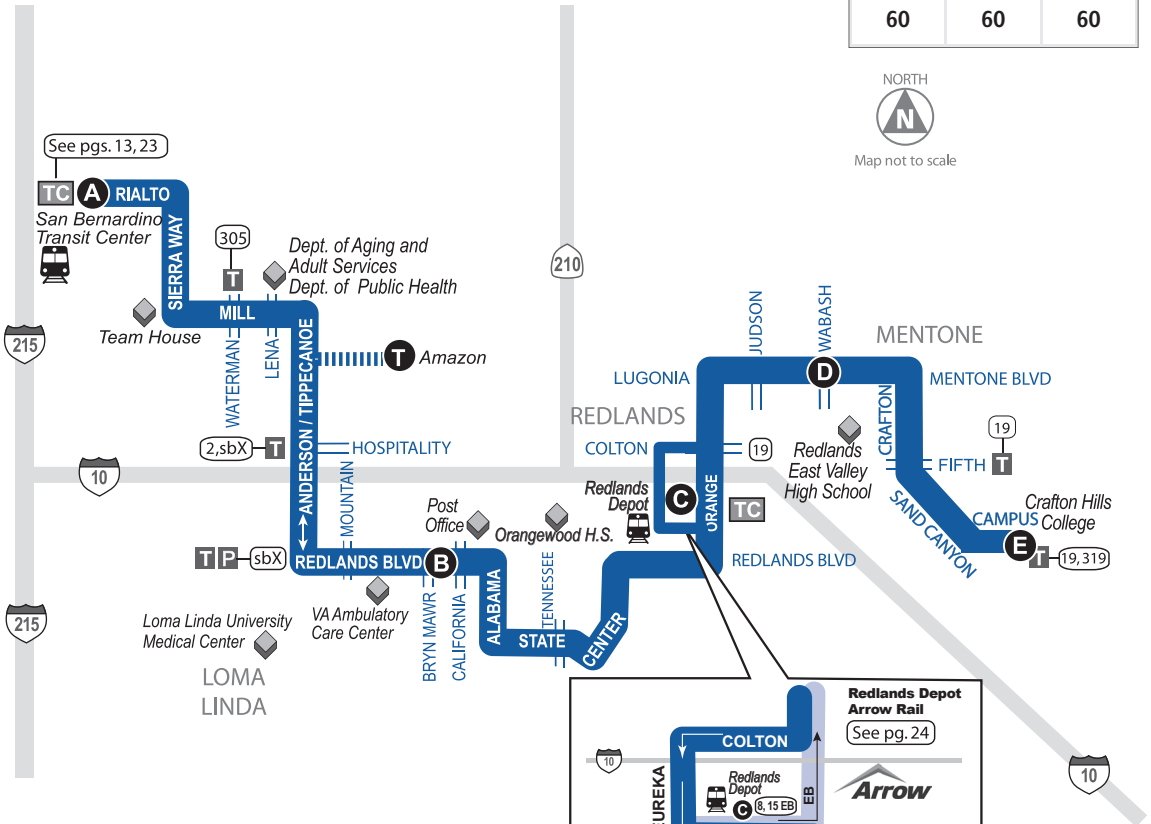 60 60 60
NORTH
N
Map not to scale
See pgs. 13, 23
TC A RIALTO
San Bernardino
Transit Center
SIERRA WAY
305
T
Dept. of Aging and
Adult Services
Dept. of Public Health
210
215
Team House
MILL
WATERMAN
LENA
ANDERSON / TIPPECANOE
T Amazon
JUDSON
WABASH
MENTONE
LUGONIA
D
MENTONE BLVD
REDLANDS
CRAFTON
2,sbX T
HOSPITALITY
COLTON
19
Redlands
East Valley
High School
19
T
FIFTH
10
MOUNTAIN
Post
Office
Redlands
Depot
C
ORANGE
TC
SAND CANYON
Orangewood H.S.
Crafton Hills
College
CAMPUS
E
T 19,319
T P sbX
REDLANDS BLVD B
TENNESSEE
REDLANDS BLVD
215
Loma Linda University
Medical Center
VA Ambulatory
Care Center
BRYN MAWR
CALIFORNIA
ALABAMA
STATE
CENTER
LOMA
LINDA
Redlands Depot
Arrow Rail
See pg. 24
COLTON
10
EUREKA
Redlands
Depot
C 8, 15 EB
EB
Arrow
10